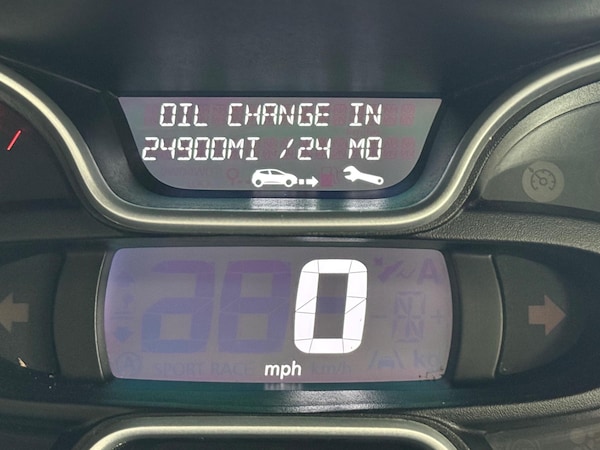 OIL CHANGE IN
24900MI /24 MO
0
mph